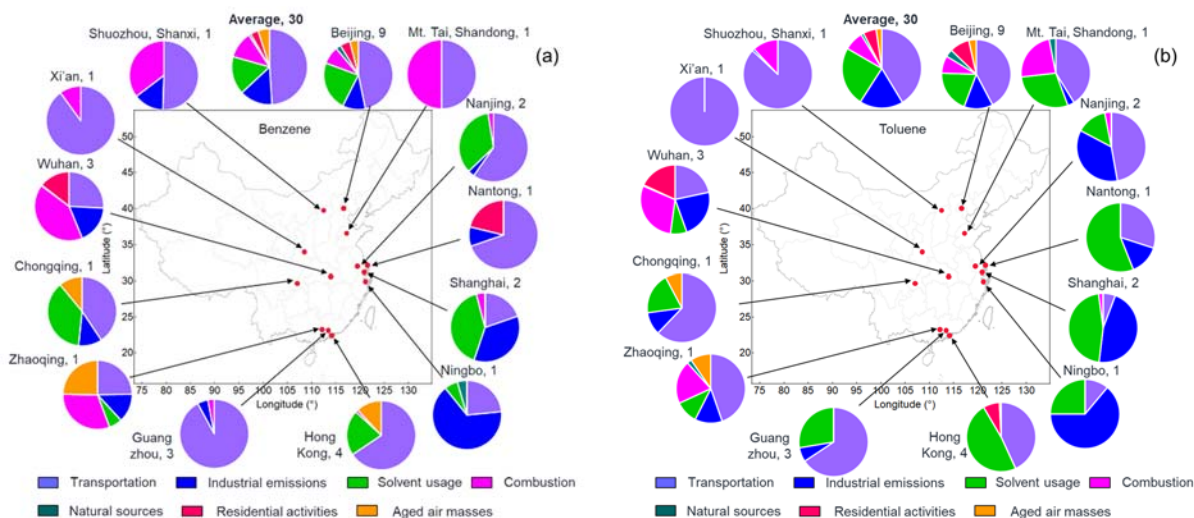 Average, 30
Shuozhou, Shanxi, 1
Beijing, 9
Mt. Tai, Shandong, 1
(a)
Xi'an, 1
Benzene
Nanjing, 2
Wuhan, 3
Nantong, 1
Chongqing, 1
Shanghai, 2
Zhaoqing, 1
Ningbo, 1
Guang
zhou, 3
Hong
Kong, 4
Latitude (°)
50
45
40
35
30
25
20
75 80 85 90 95 100 105 110 115 120 125 130
Longitude (°)
Transportation
Industrial emissions
Solvent usage
Combustion
Natural sources
Residential activities
Aged air masses
Average, 30
Shuozhou, Shanxi, 1
Beijing, 9
Mt. Tai, Shandong, 1
(b)
Xi'an, 1
Toluene
Nanjing, 2
Wuhan, 3
Nantong, 1
Chongqing, 1
Shanghai, 2
Zhaoqing, 1
Ningbo, 1
Guang
zhou, 3
Hong
Kong, 4
Latitude (°)
50
45
40
35
30
25
20
75 80 85 90 95 100 105 110 115 120 125 130
Longitude (°)
Transportation
Industrial emissions
Solvent usage
Combustion
Natural sources
Residential activities
Aged air masses